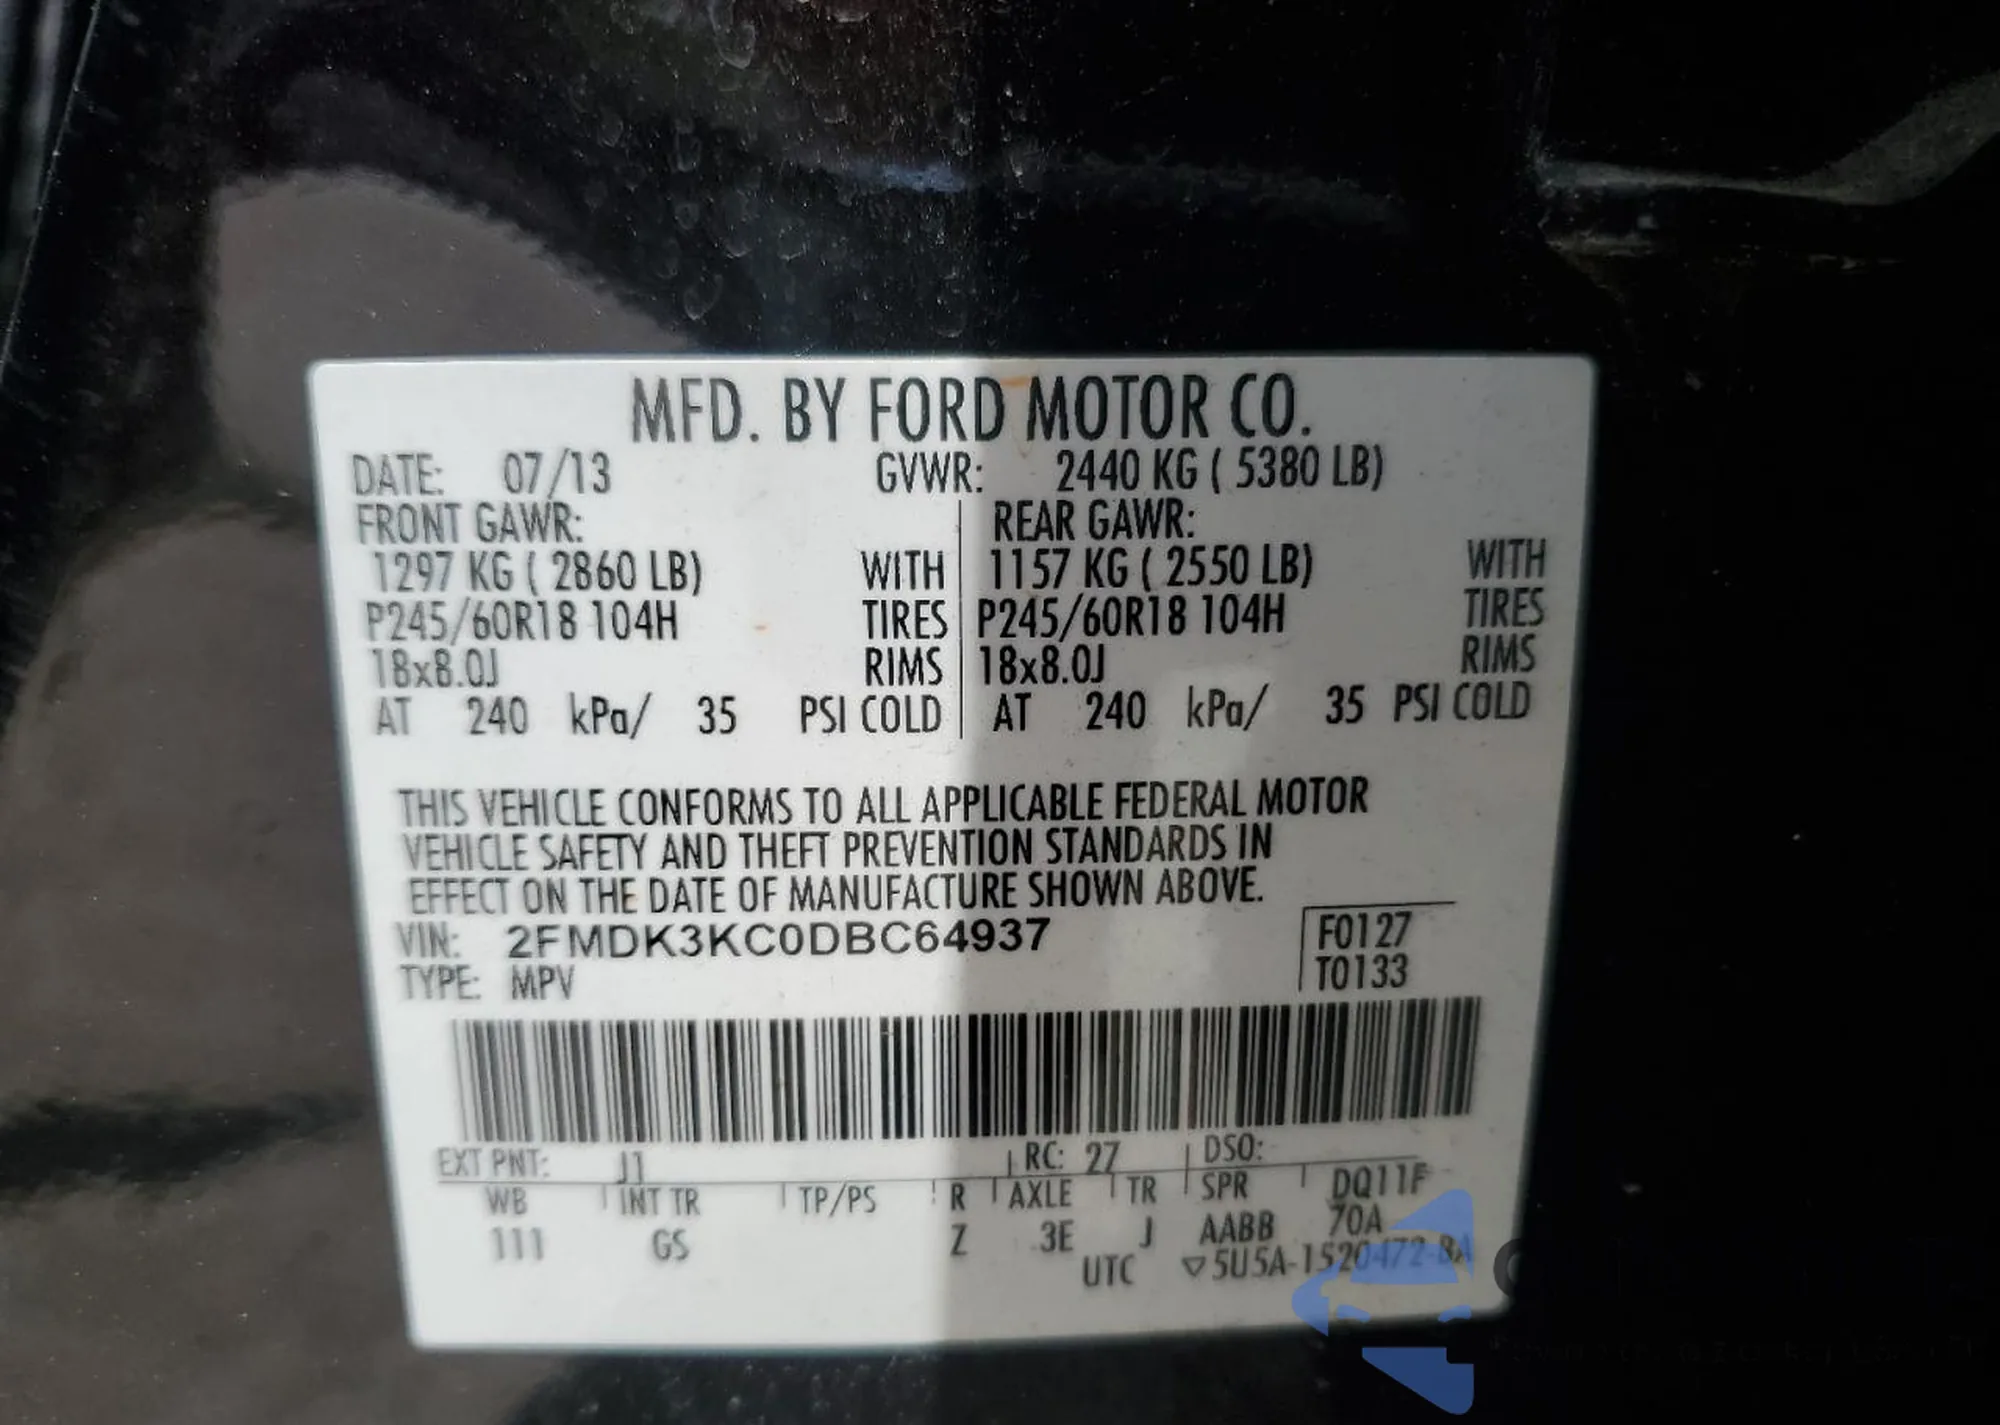 MFD. BY FORD MOTOR CO.
DATE: 07/13 GVWR: 2440 KG ( 5380 LB)
FRONT GAWR: REAR GAWR:
1297 KG ( 2860 LB) WITH 1157 KG ( 2550 LB) WITH
P245/60R18 104H TIRES P245/60R18 104H TIRES
18x8.0J RIMS 18x8.0J RIMS
AT 240 kPa/ 35 PSI COLD AT 240 kPa/ 35 PSI COLD
THIS VEHICLE CONFORMS TO ALL APPLICABLE FEDERAL MOTOR
VEHICLE SAFETY AND THEFT PREVENTION STANDARDS IN
EFFECT ON THE DATE OF MANUFACTURE SHOWN ABOVE.
VIN: 2FMDK3KC0DBC64937 F0127
TYPE: MPV T0133
EXT PNT: J1 RC: 27 DSO:
WB INT TR TP/PS R AXLE TR SPR DQ11F
111 GS Z 3E J AABB 70A
UTC ▽5U5A-1520472-BA